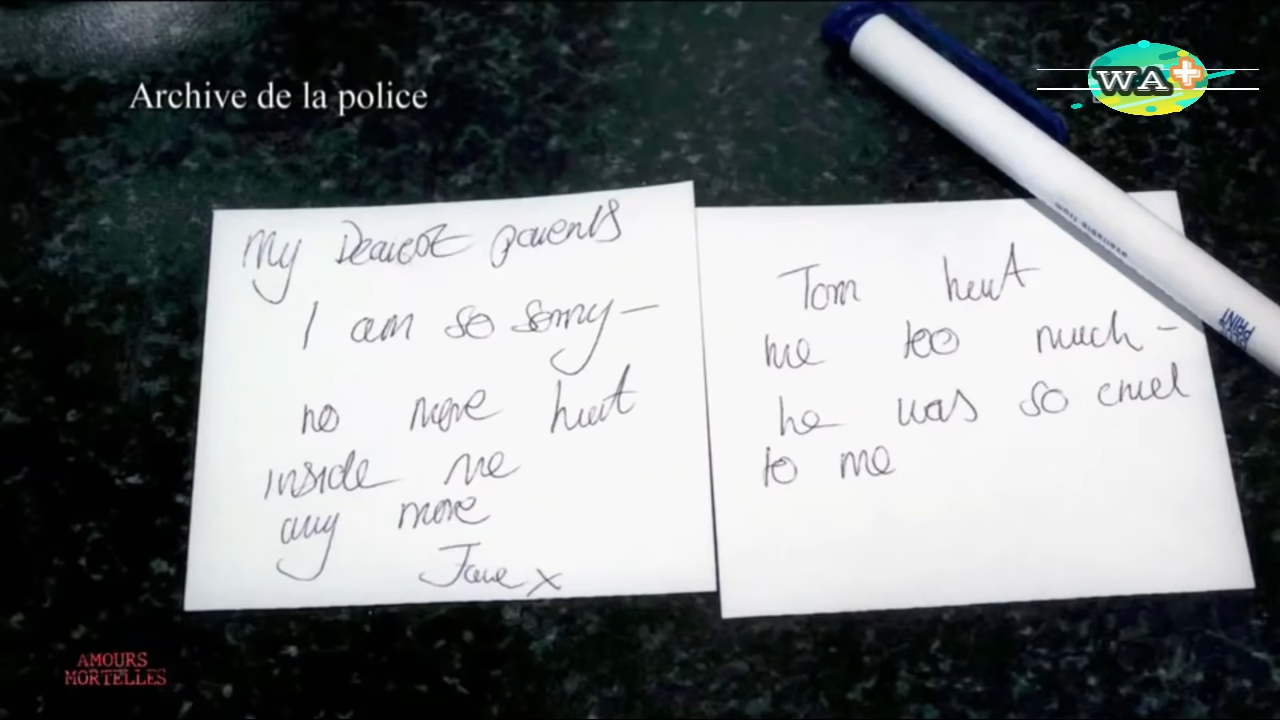 Archive de la police
WA+
My Dearest parents
I am so sorry –
no more hurt
inside me
any more
Jane x
Tom hurt
me too much –
he was so cruel
to me
AMOURS
MORTELLES